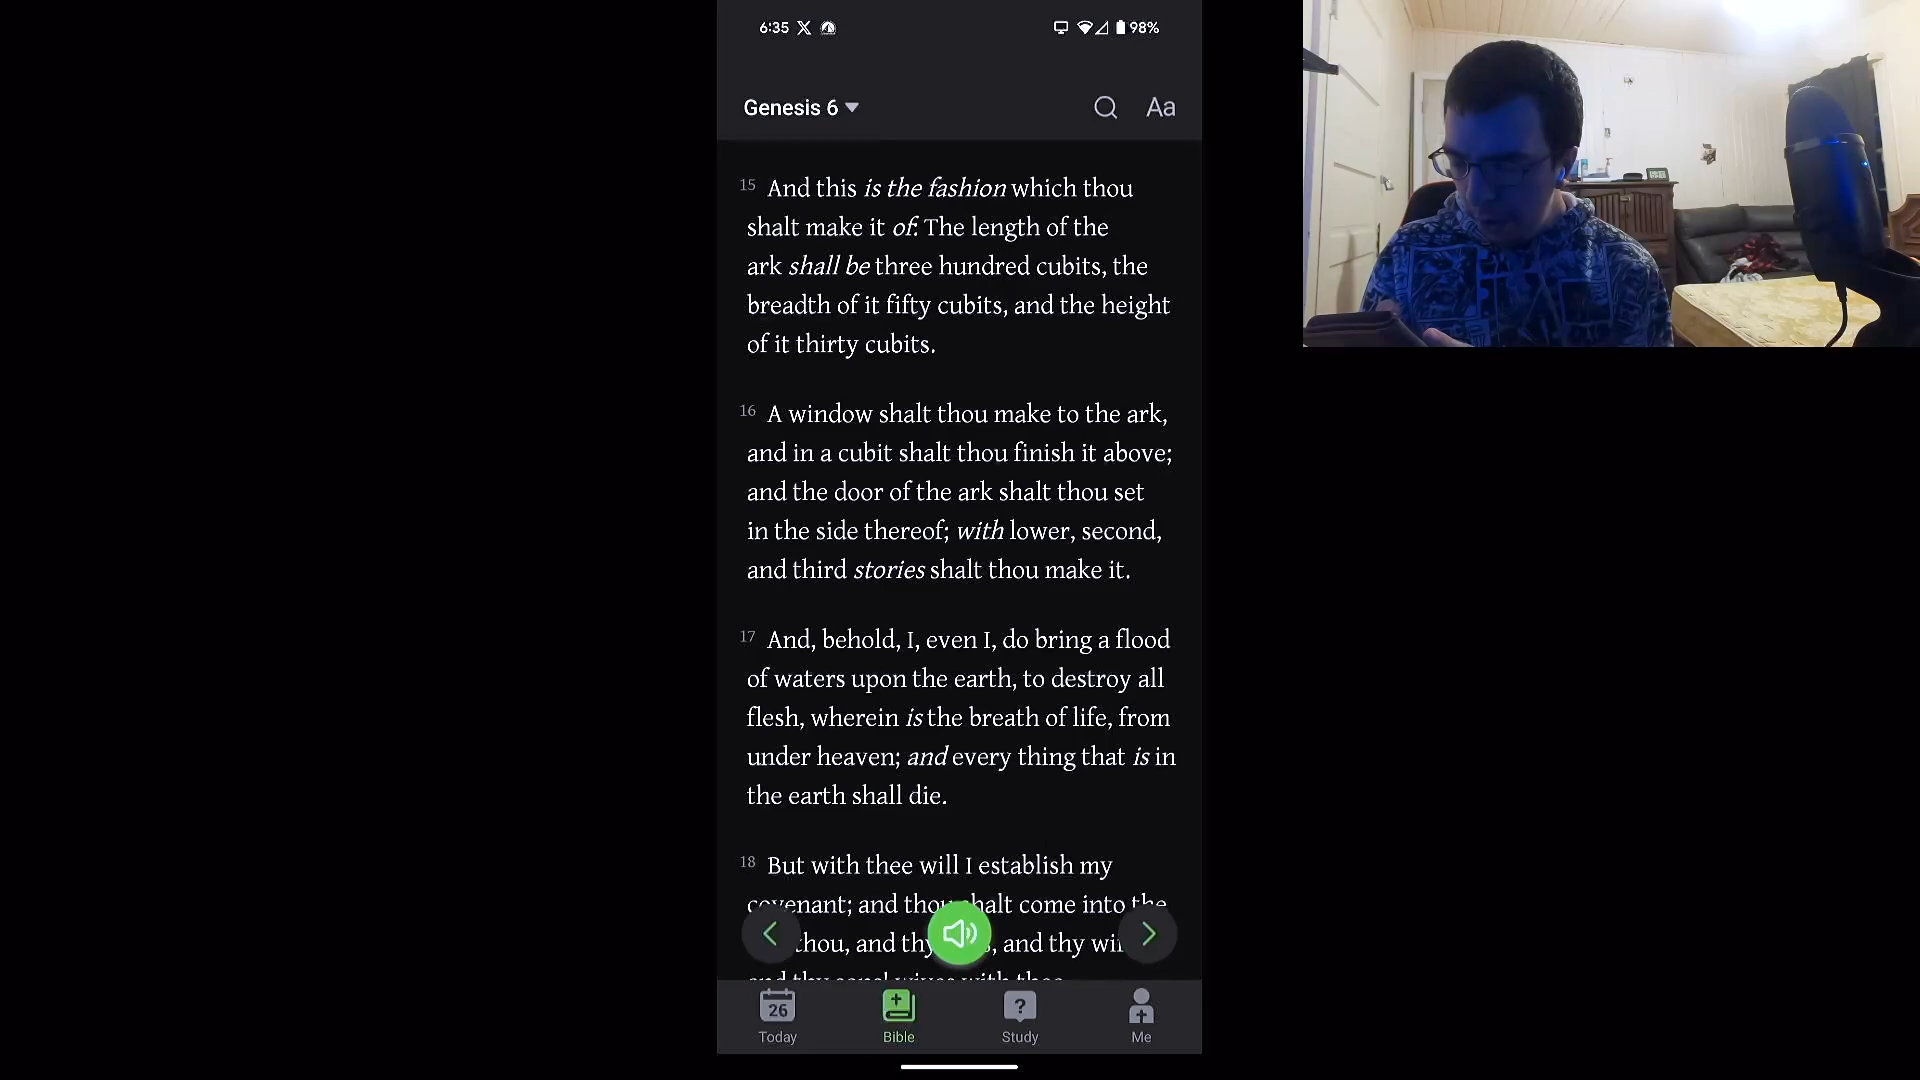 6:35
98%
Genesis 6
Aa
15 And this is the fashion which thou
shalt make it of: The length of the
ark shall be three hundred cubits, the
breadth of it fifty cubits, and the height
of it thirty cubits.
16 A window shalt thou make to the ark,
and in a cubit shalt thou finish it above;
and the door of the ark shalt thou set
in the side thereof; with lower, second,
and third stories shalt thou make it.
17 And, behold, I, even I, do bring a flood
of waters upon the earth, to destroy all
flesh, wherein is the breath of life, from
under heaven; and every thing that is in
the earth shall die.
18 But with thee will I establish my
covenant; and thou shalt come into the
thou, and thy , and thy
and thy sons' wives with thee
26
Today
Bible
?
Study
Me